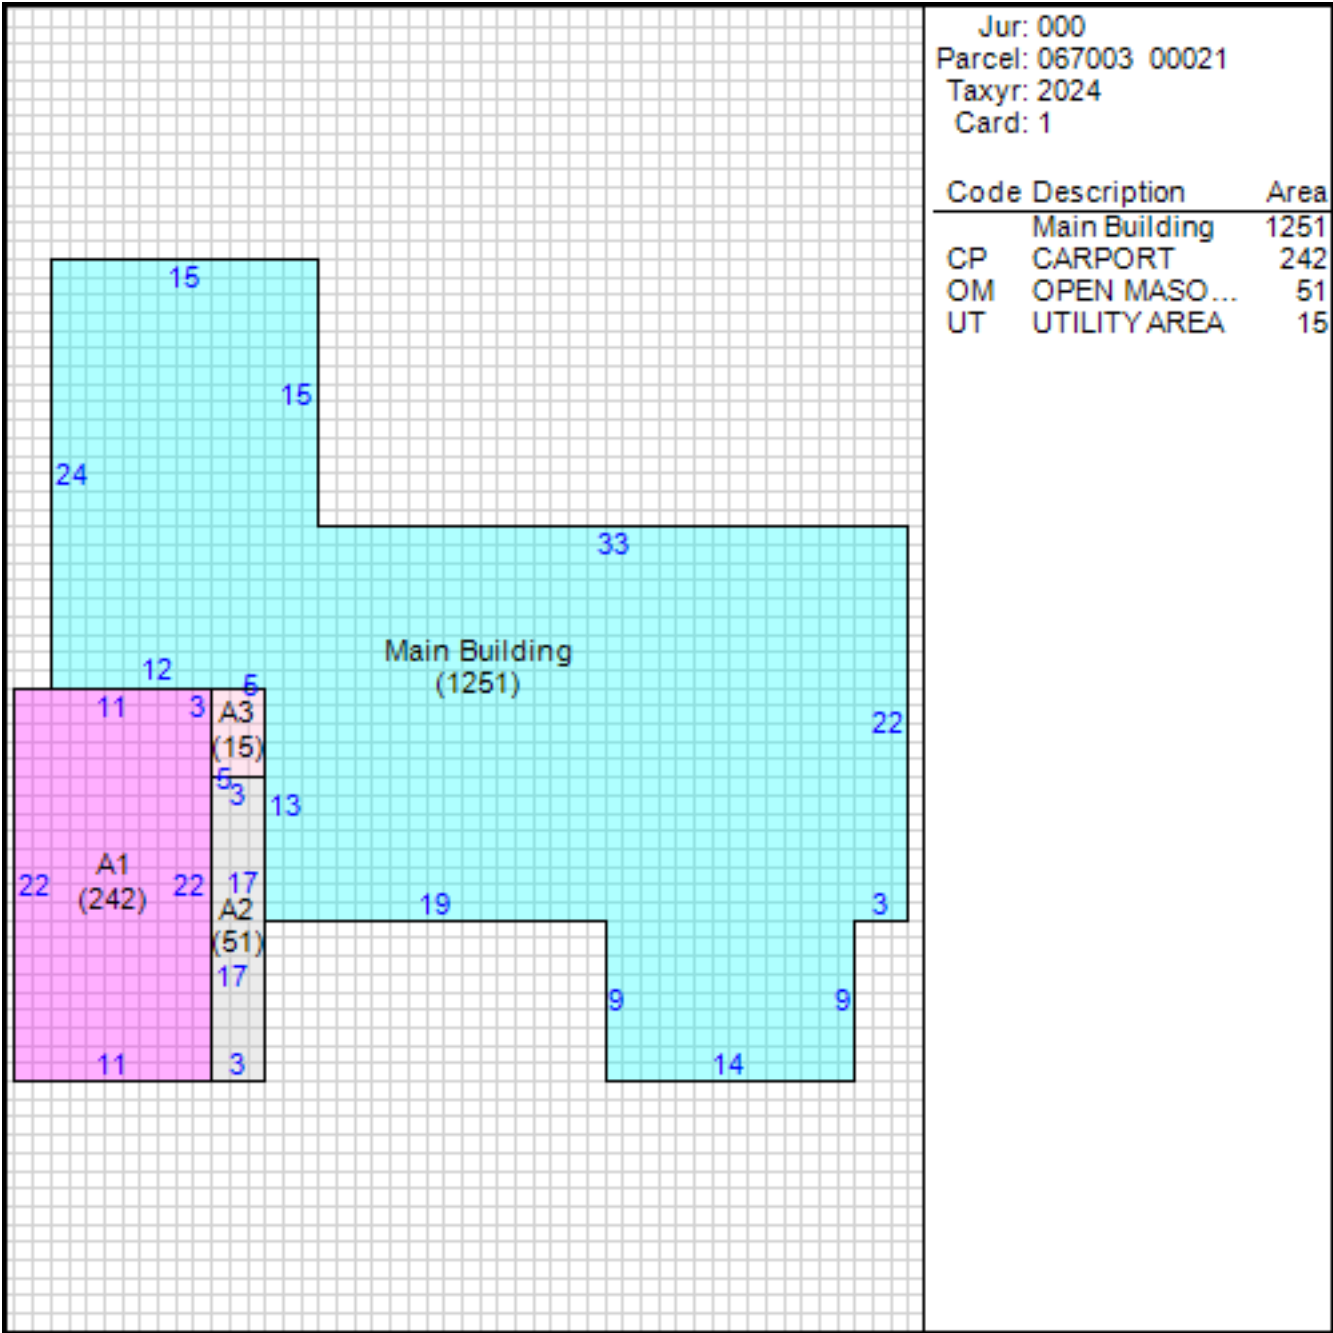 Jur: 000
Parcel: 067003 00021
Taxyr: 2024
Card: 1
Code Description Area
Main Building 1251
CP CARPORT 242
OM OPEN MASO... 51
UT UTILITY AREA 15
15
15
24
33
Main Building
(1251)
12
5
11
3
A3
(15)
22
5
3
13
A1
(242)
22
22
17
A2
(51)
17
19
3
9
9
11
3
14